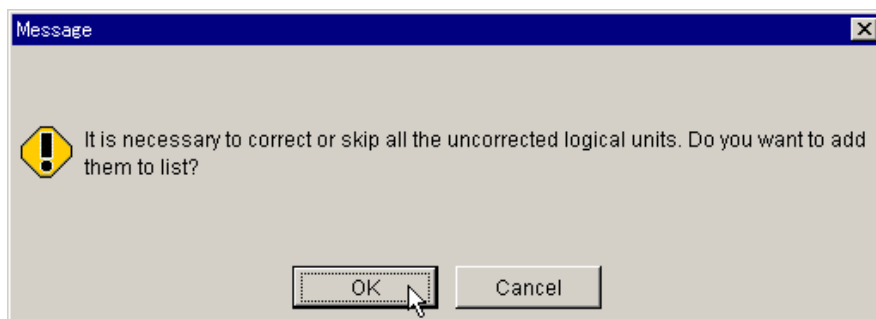 Message
It is necessary to correct or skip all the uncorrected logical units. Do you want to add
them to list?
OK
Cancel